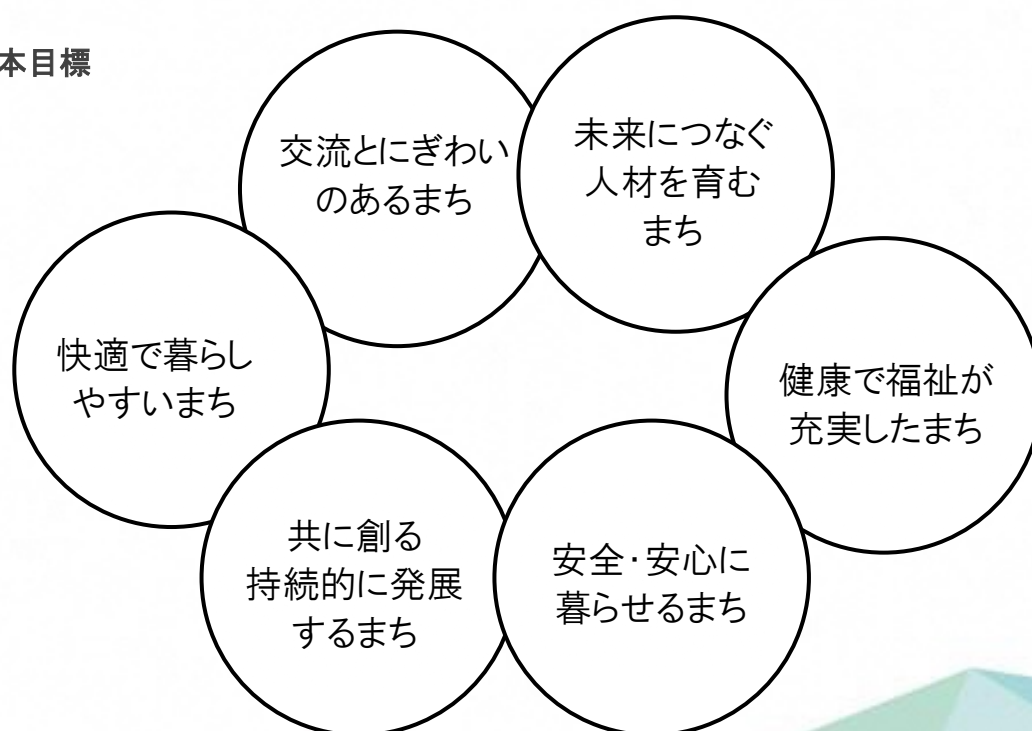 本目標
交流とにぎわい
のあるまち
未来につなぐ
人材を育む
まち
快適で暮らし
やすいまち
健康で福祉が
充実したまち
共に創る
持続的に発展
するまち
安全・安心に
暮らせるまち